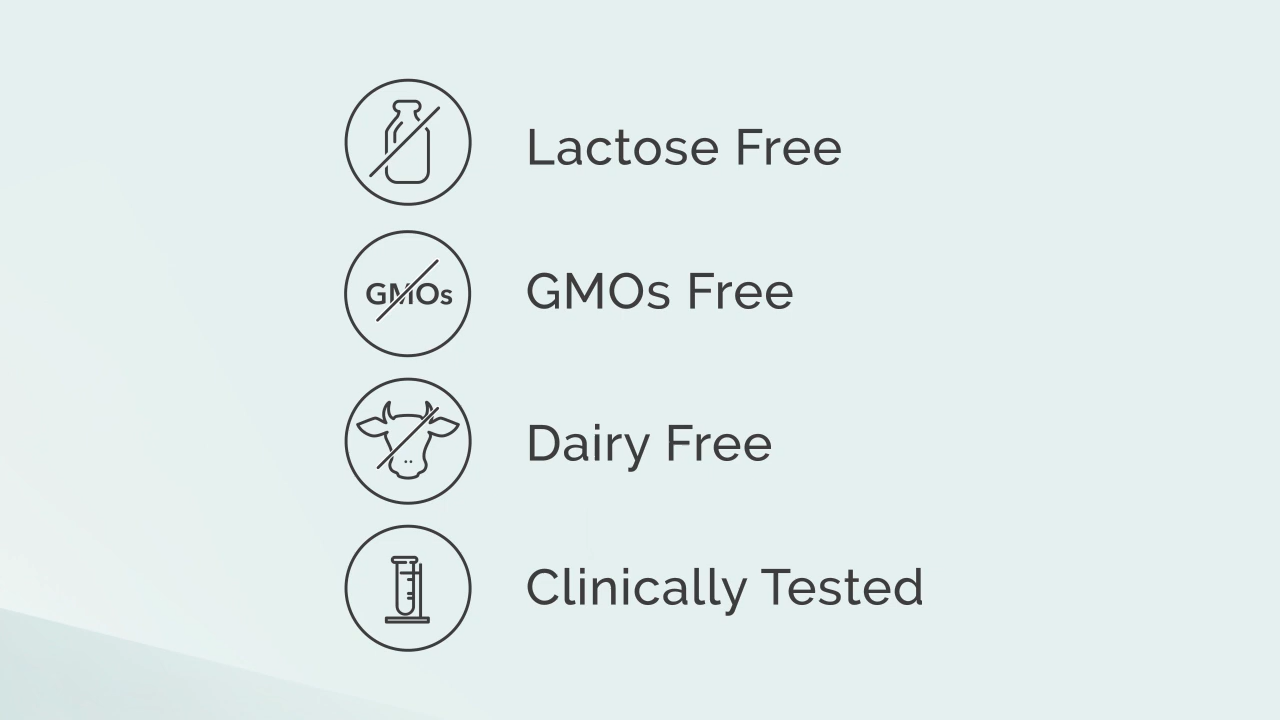 Lactose Free
GMOs
GMOs Free
Dairy Free
Clinically Tested